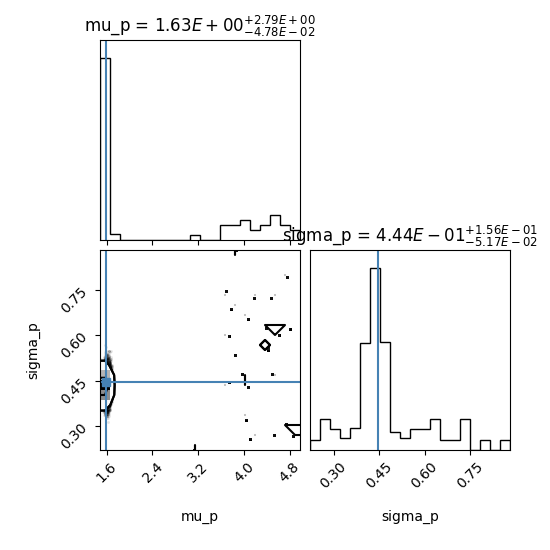 mu_p = 1.63E + 00 +2.79E+00 −4.78E−02
sigma_p = 4.44E − 01 +1.56E−01 −5.17E−02
sigma_p
0.75
0.60
0.45
0.30
1.6 2.4 3.2 4.0 4.8
0.30 0.45 0.60 0.75
mu_p
sigma_p